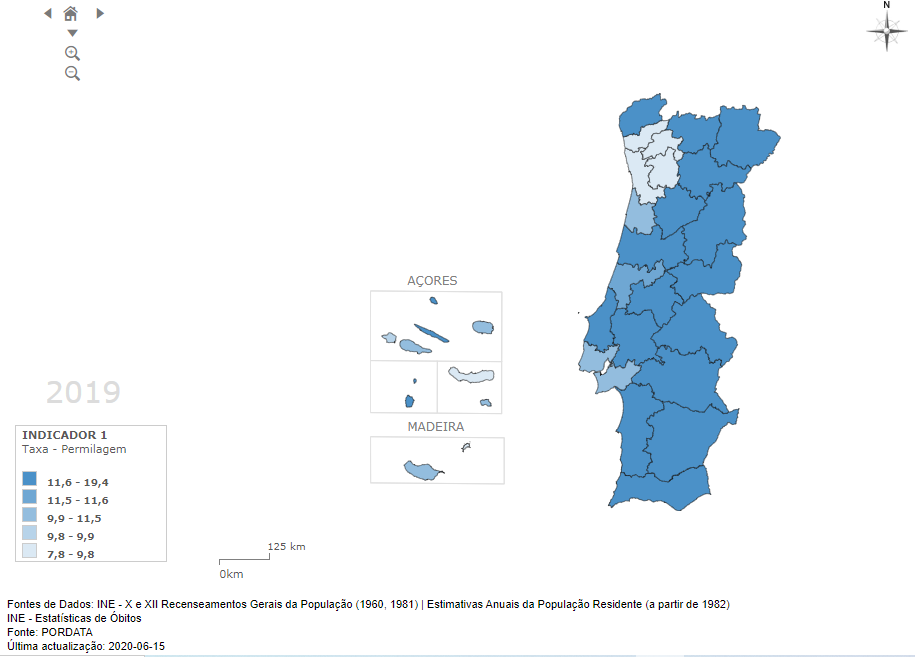 N
AÇORES
MADEIRA
2019
INDICADOR 1
Taxa - Permilagem
11,6 - 19,4
11,5 - 11,6
9,9 - 11,5
9,8 - 9,9
7,8 - 9,8
125 km
0km
Fontes de Dados: INE - X e XII Recenseamentos Gerais da População (1960, 1981) | Estimativas Anuais da População Residente (a partir de 1982)
INE - Estatísticas de Óbitos
Fonte: PORDATA
Última actualização: 2020-06-15